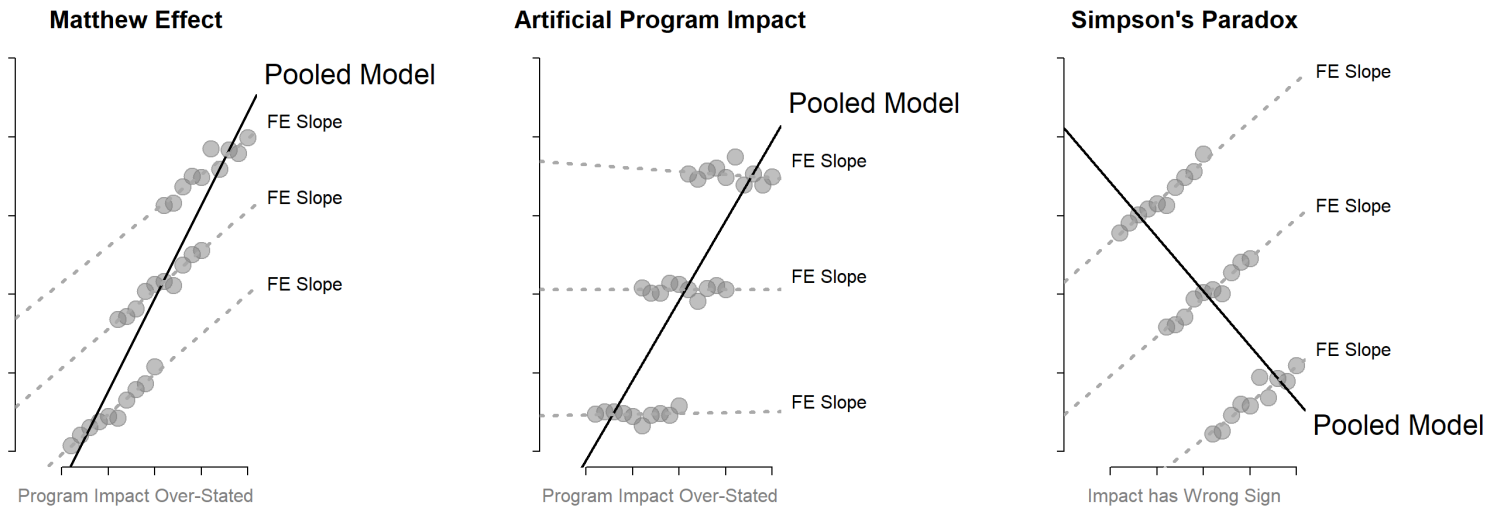 Matthew Effect
Pooled Model
FE Slope
FE Slope
FE Slope
Program Impact Over-Stated
Artificial Program Impact
Pooled Model
FE Slope
FE Slope
FE Slope
Program Impact Over-Stated
Simpson's Paradox
FE Slope
FE Slope
FE Slope
Pooled Model
Impact has Wrong Sign